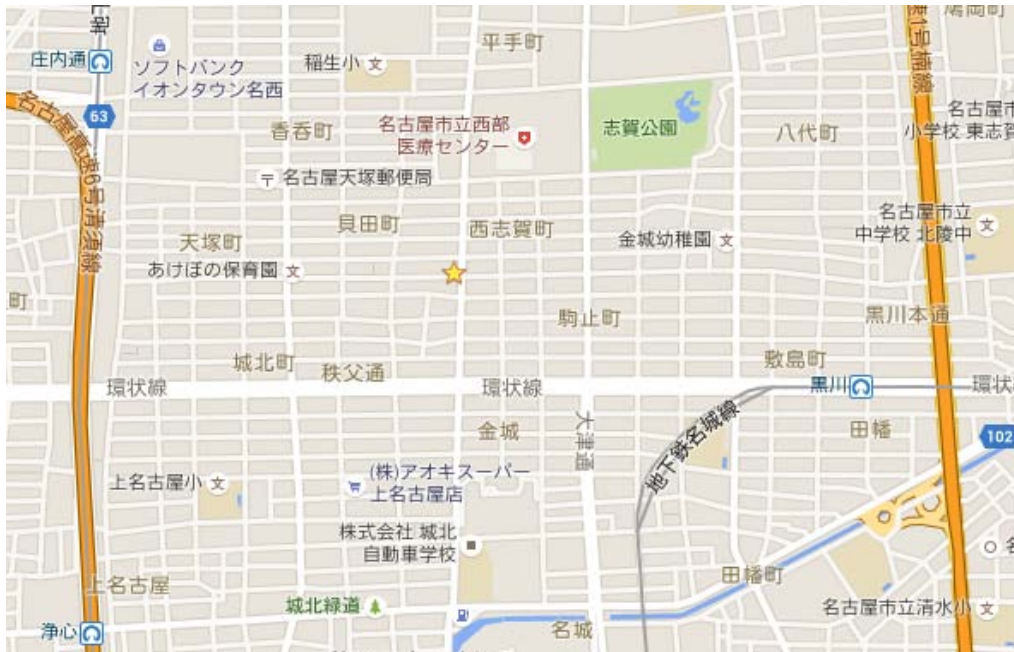 平手町
庄内通
ソフトバンク
イオンタウン名西
稲生小
63
名古屋高速6号清須線
香呑町
名古屋市立西部
医療センター
志賀公園
八代町
小学校 東志賀
名古屋天塚郵便局
貝田町
西志賀町
天塚町
あけぼの保育園
金城幼稚園
名古屋市立
中学校 北陵中
町
駒止町
黒川本通
城北町
秩父通
敷島町
環状線
環状線
黒川
環状
金城
大津通
地下鉄名城線
田幡
102
上名古屋小
(株)アオキスーパー
上名古屋店
株式会社 城北
自動車学校
上名古屋
田幡町
城北緑道
名古屋市立清水小
浄心
名城